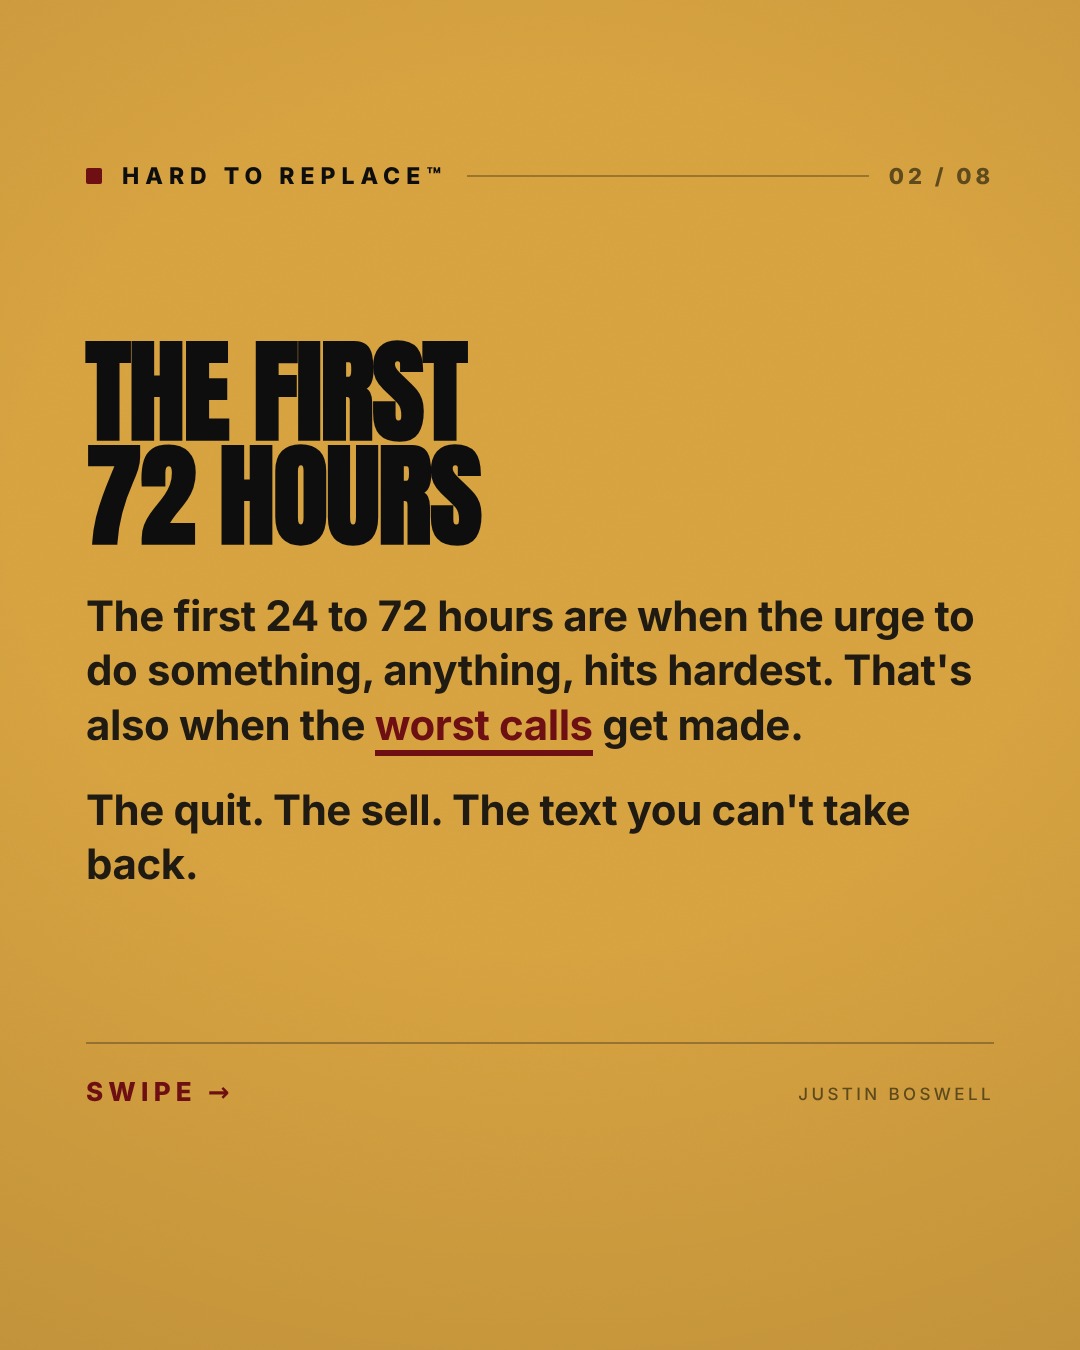 HARD TO REPLACE™
02 / 08
THE FIRST
72 HOURS
The first 24 to 72 hours are when the urge to
do something, anything, hits hardest. That's
also when the worst calls get made.
The quit. The sell. The text you can't take
back.
SWIPE →
JUSTIN BOSWELL